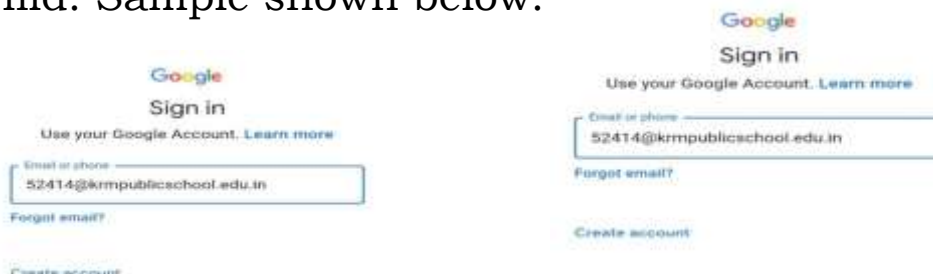 mid. Sample shown below.
Google
Sign in
Use your Google Account. Learn more
Email or phone
52414@krmpublicschool.edu.in
Forgot email?
Create account
Google
Sign in
Use your Google Account. Learn more
Email or phone
52414@krmpublicschool.edu.in
Forgot email?
Create account